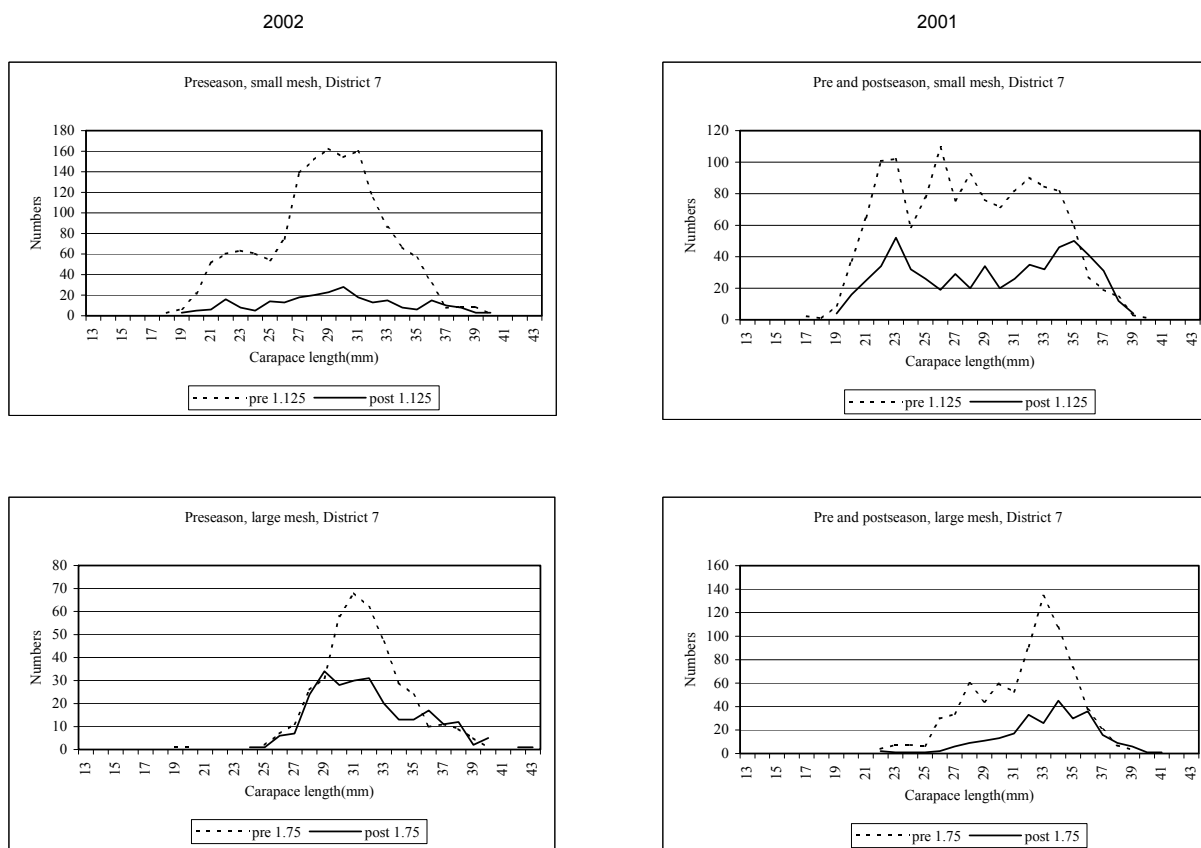 2002
2001
Preseason, small mesh, District 7
180
160
140
120
100
80
60
40
20
0
Numbers
13 15 17 19 21 23 25 27 29 31 33 35 37 39 41 43
Carapace length(mm)
pre 1.125 post 1.125
Pre and postseason, small mesh, District 7
120
100
80
60
40
20
0
Numbers
13 15 17 19 21 23 25 27 29 31 33 35 37 39 41 43
Carapace length(mm)
pre 1.125 post 1.125
Preseason, large mesh, District 7
80
70
60
50
40
30
20
10
0
Numbers
13 15 17 19 21 23 25 27 29 31 33 35 37 39 41 43
Carapace length(mm)
pre 1.75 post 1.75
Pre and postseason, large mesh, District 7
160
140
120
100
80
60
40
20
0
Numbers
13 15 17 19 21 23 25 27 29 31 33 35 37 39 41 43
Carapace length(mm)
pre 1.75 post 1.75